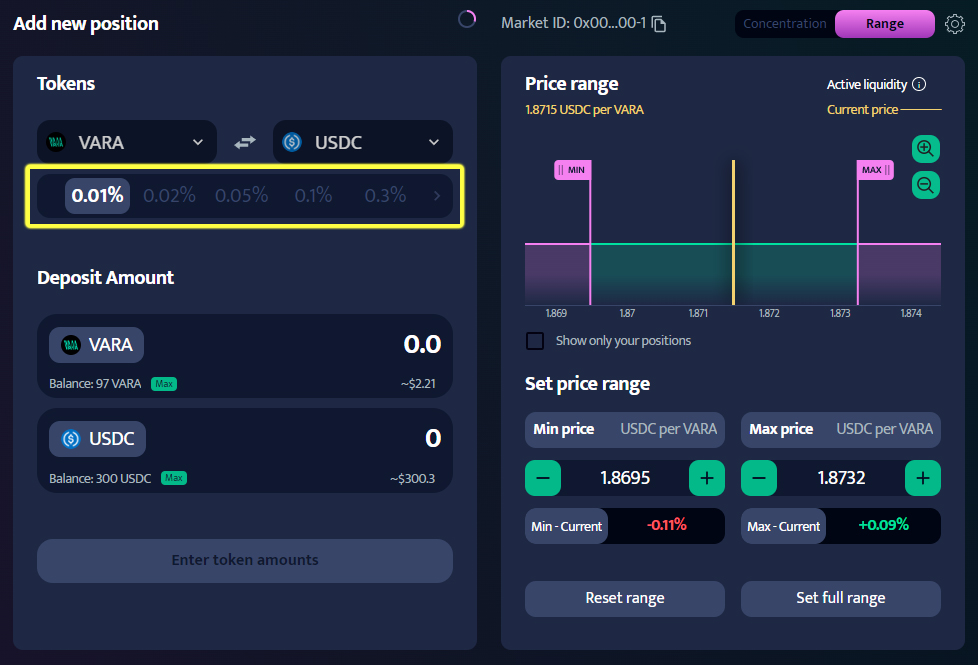 Add new position
Market ID: 0x00...00-1
Concentration
Range
Tokens
VARA
USDC
0.01%
0.02%
0.05%
0.1%
0.3%
Deposit Amount
VARA
0.0
Balance: 97 VARA
Max
~$2.21
USDC
0
Balance: 300 USDC
Max
~$300.3
Enter token amounts
Price range
Active liquidity
1.8715 USDC per VARA
Current price
MIN
MAX
1.869
1.87
1.871
1.872
1.873
1.874
Show only your positions
Set price range
Min price
USDC per VARA
Max price
USDC per VARA
1.8695
1.8732
Min - Current
-0.11%
Max - Current
+0.09%
Reset range
Set full range